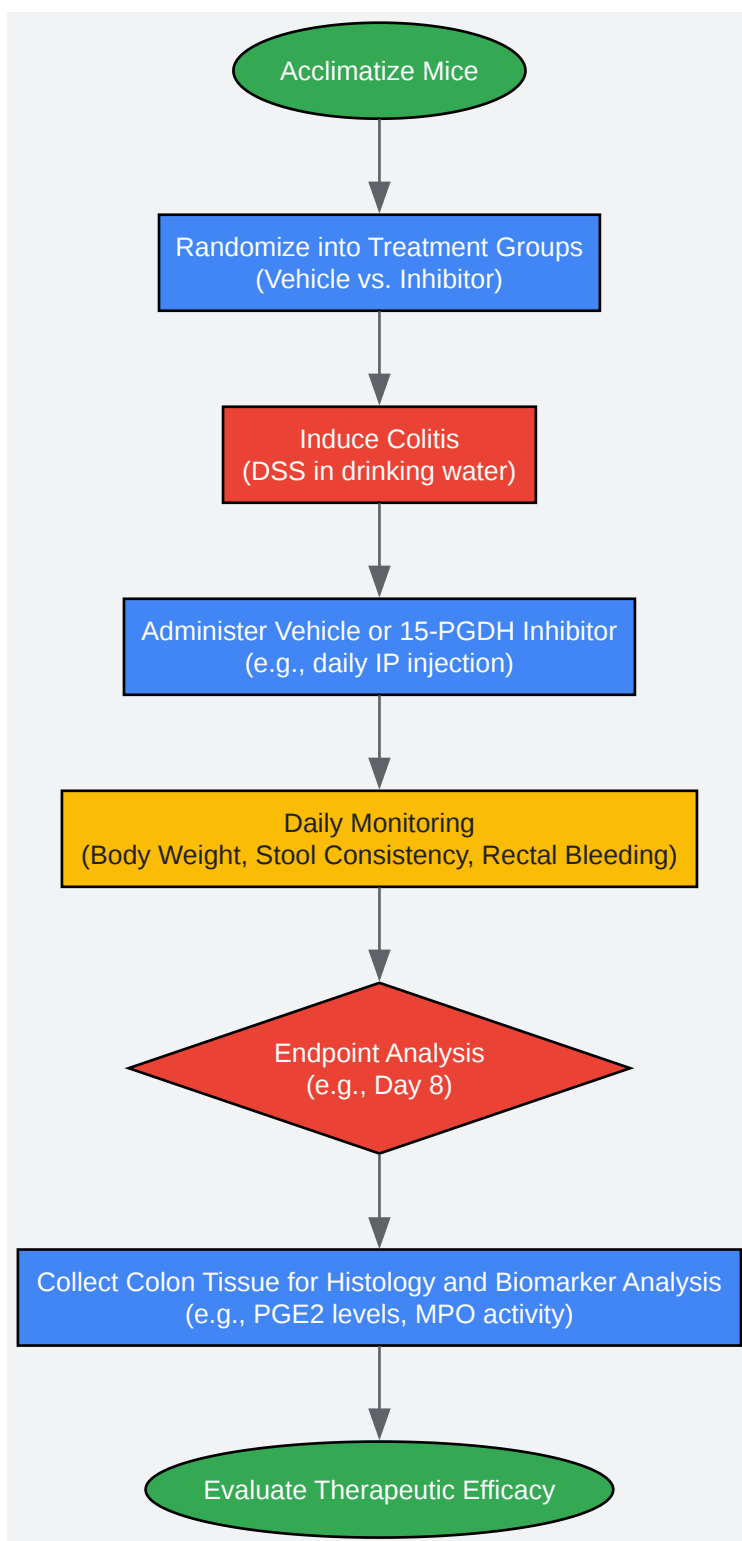 Acclimatize Mice
Randomize into Treatment Groups
(Vehicle vs. Inhibitor)
Induce Colitis
(DSS in drinking water)
Administer Vehicle or 15-PGDH Inhibitor
(e.g., daily IP injection)
Daily Monitoring
(Body Weight, Stool Consistency, Rectal Bleeding)
Endpoint Analysis
(e.g., Day 8)
Collect Colon Tissue for Histology and Biomarker Analysis
(e.g., PGE2 levels, MPO activity)
Evaluate Therapeutic Efficacy